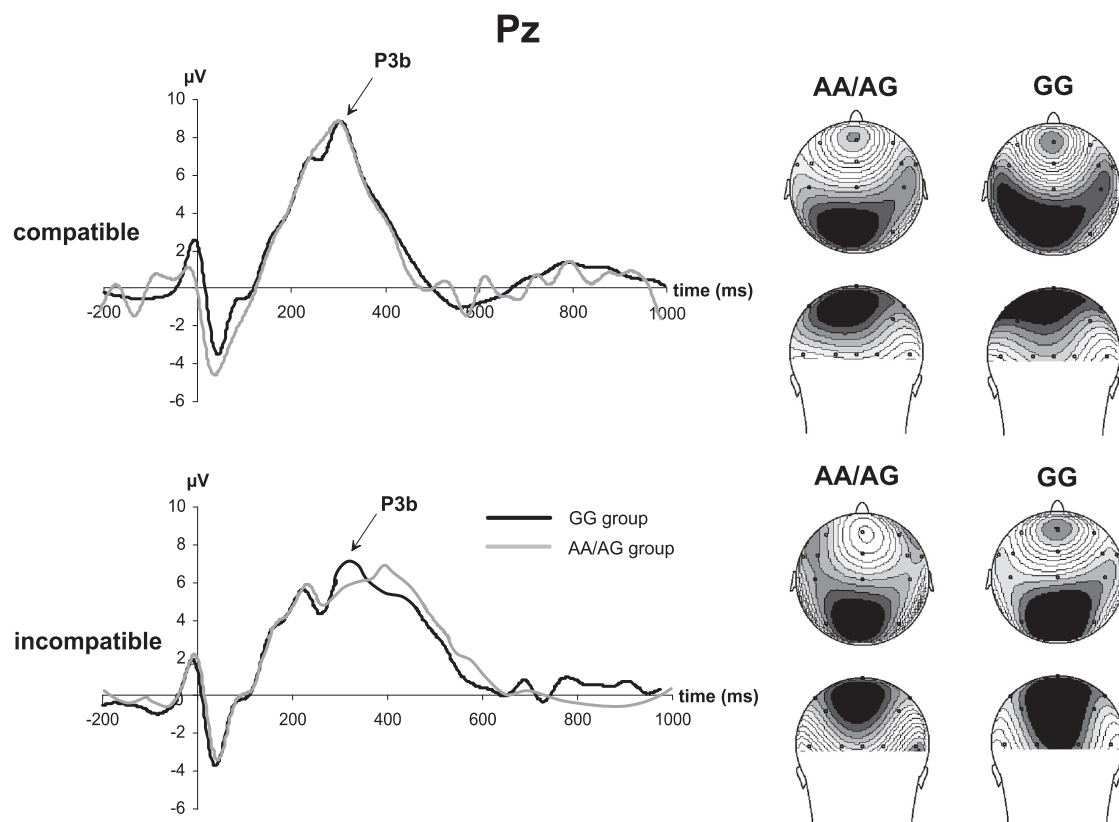 Pz
P3b
µV
AA/AG
GG
10
8
6
4
2
compatible
-200
200
400
600
800
1000
time (ms)
-2
-4
-6
AA/AG
GG
µV
P3b
10
8
6
4
2
GG group
AA/AG group
incompatible
-200
200
400
600
800
1000
time (ms)
-2
-4
-6